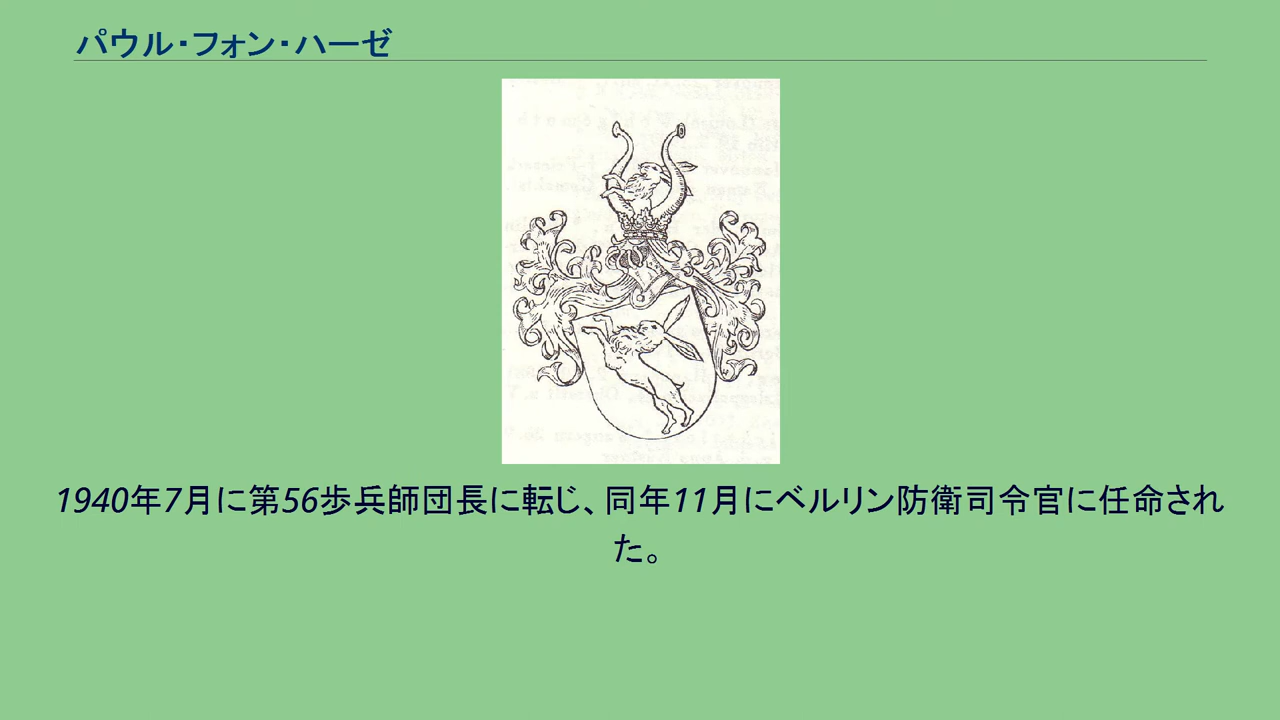 パウル・フォン・ハーゼ
1940年7月に第56歩兵師団長に転じ、同年11月にベルリン防衛司令官に任命され
た。